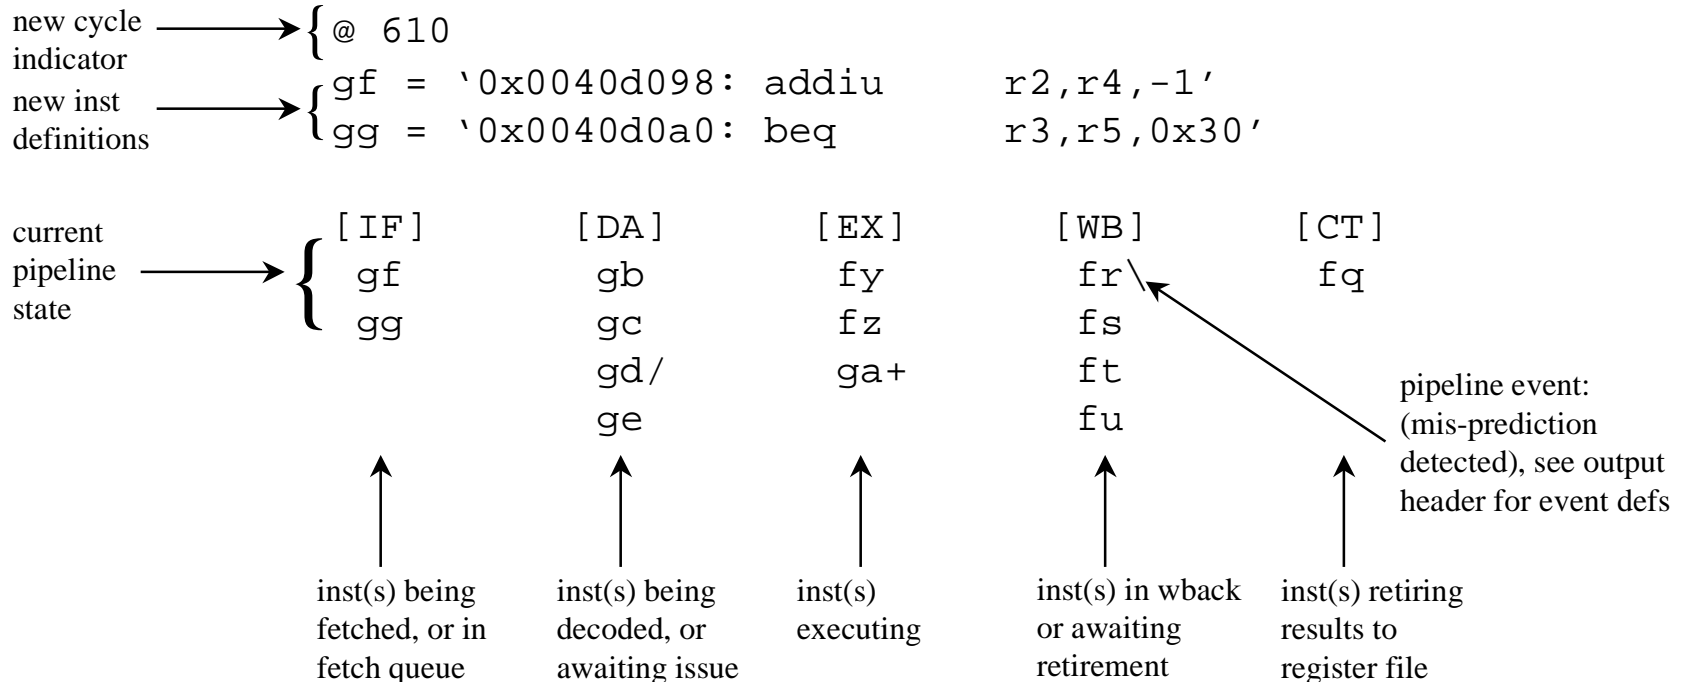 new cycle
indicator
{ @ 610
new inst
definitions
{ gf = ‘0x0040d098: addiu r2,r4,-1’
gg = ‘0x0040d0a0: beq r3,r5,0x30’
current
pipeline
state
{ [IF] [DA] [EX] [WB] [CT]
gf gb fy fr\ fq
gg gc fz fs
gd/ ga+ ft
ge fu
pipeline event:
(mis-prediction
detected), see output
header for event defs
inst(s) being
fetched, or in
fetch queue
inst(s) being
decoded, or
awaiting issue
inst(s)
executing
inst(s) in wback
or awaiting
retirement
inst(s) retiring
results to
register file